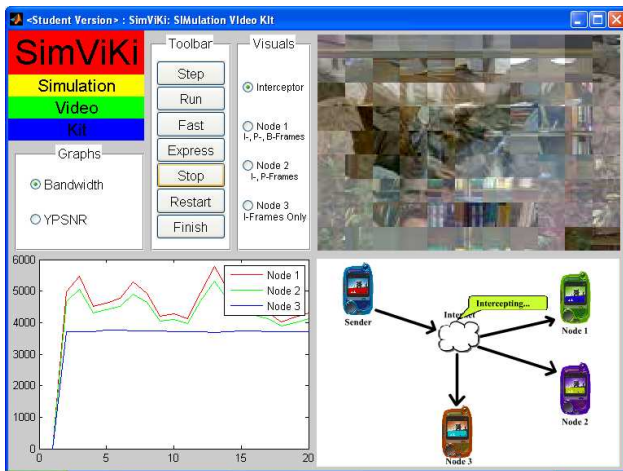 <Student Version> : SimViKi: SIMulation VIdeo KIt
SimViKi
Simulation
Video
Kit
Graphs
Bandwidth
YPSNR
Toolbar
Step
Run
Fast
Express
Stop
Restart
Finish
Visuals
Interceptor
Node 1
I-, P-, B-Frames
Node 2
I-, P-Frames
Node 3
I-Frames Only
6000
5000
4000
3000
2000
1000
0
0
5
10
15
20
Node 1
Node 2
Node 3
Sender
Intercepting...
Internet
Node 1
Node 2
Node 3